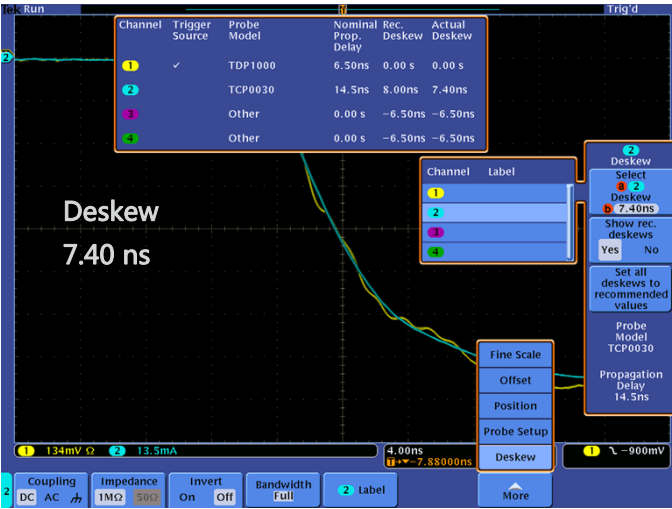 Tek Run Trig'd
Channel Trigger Source Probe Model Nominal Prop. Delay Rec. Deskew Actual Deskew
1 ✓ TDP1000 6.50ns 0.00 s 0.00 s
2 TCP0030 14.5ns 8.00ns 7.40ns
3 Other 0.00 s -6.50ns -6.50ns
4 Other 0.00 s -6.50ns -6.50ns
2
Deskew
7.40 ns
Channel Label
1
2
3
4
2
Deskew
Select
a 2
Deskew
b 7.40ns
Show rec.
deskews
Yes No
Set all
deskews to
recommended
values
Probe
Model
TCP0030
Propagation
Delay
14.5ns
Fine Scale
Offset
Position
Probe Setup
Deskew
1 134mV Ω 2 13.5mA
4.00ns
T→▼-7.88000ns
1 \ -900mV
2
Coupling
DC AC
Impedance
1MΩ 50Ω
Invert
On Off
Bandwidth
Full
2 Label
More